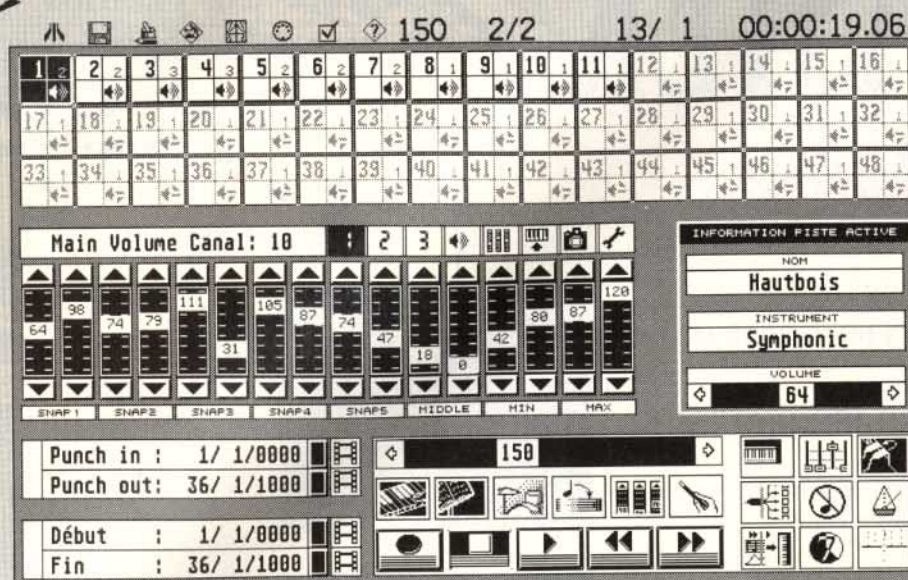 150 2/2 13/ 1 00:00:19.06
1 2 2 2 3 3 4 3 5 2 6 2 7 2 8 1 9 1 10 1 11 1 12 1 13 1 14 1 15 1 16 1
17 1 18 1 19 1 20 1 21 1 22 1 23 1 24 1 25 1 26 1 27 1 28 1 29 1 30 1 31 1 32 1
33 1 34 1 35 1 36 1 37 1 38 1 39 1 40 1 41 1 42 1 43 1 44 1 45 1 46 1 47 1 48 1
Main Volume Canal: 10 1 2 3
64 98 74 79 111 31 105 87 74 47 18 0 42 80 87 120
SNAP1 SNAP2 SNAP3 SNAP4 SNAP5 MIDDLE MIN MAX
INFORMATION PISTE ACTIVE
NOM
Hautbois
INSTRUMENT
Symphonic
VOLUME
64
Punch in : 1/ 1/0000
Punch out: 36/ 1/1000
Début : 1/ 1/0000
Fin : 36/ 1/1000
150